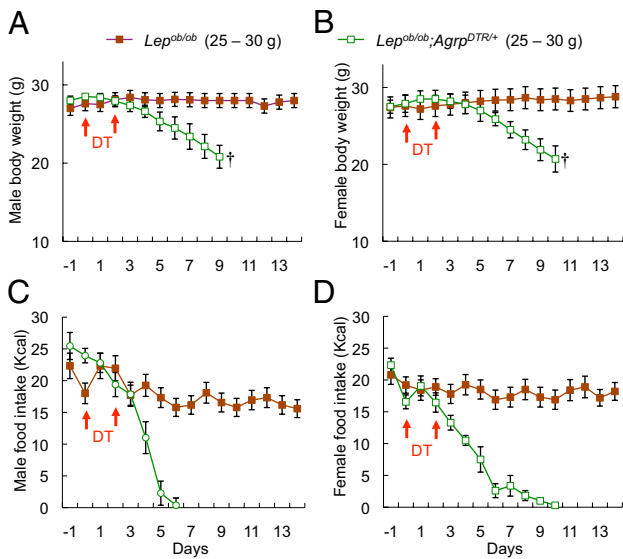 A B
Lep^ob/ob (25 – 30 g) Lep^ob/ob;Agrp^DTR/+ (25 – 30 g)
Male body weight (g)
30
20
10
DT
†
-1 1 3 5 7 9 11 13
Female body weight (g)
30
20
10
DT
†
-1 1 3 5 7 9 11 13
C D
Male food intake (Kcal)
30
25
20
15
10
5
0
DT
-1 1 3 5 7 9 11 13
Days
Female food intake (Kcal)
30
25
20
15
10
5
0
DT
-1 1 3 5 7 9 11 13
Days